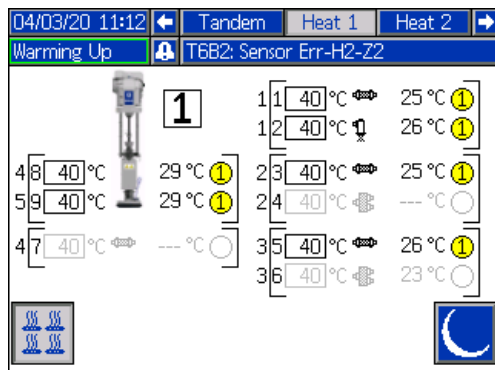 04/03/20 11:12 Tandem Heat 1 Heat 2
Warming Up T6B2: Sensor Err-H2-Z2
1
1 1 40 °C 25 °C 1
1 2 40 °C 26 °C 1
4 8 40 °C 29 °C 1
5 9 40 °C 29 °C 1
2 3 40 °C 25 °C 1
2 4 40 °C --- °C
4 7 40 °C --- °C
3 5 40 °C 26 °C 1
3 6 40 °C 23 °C